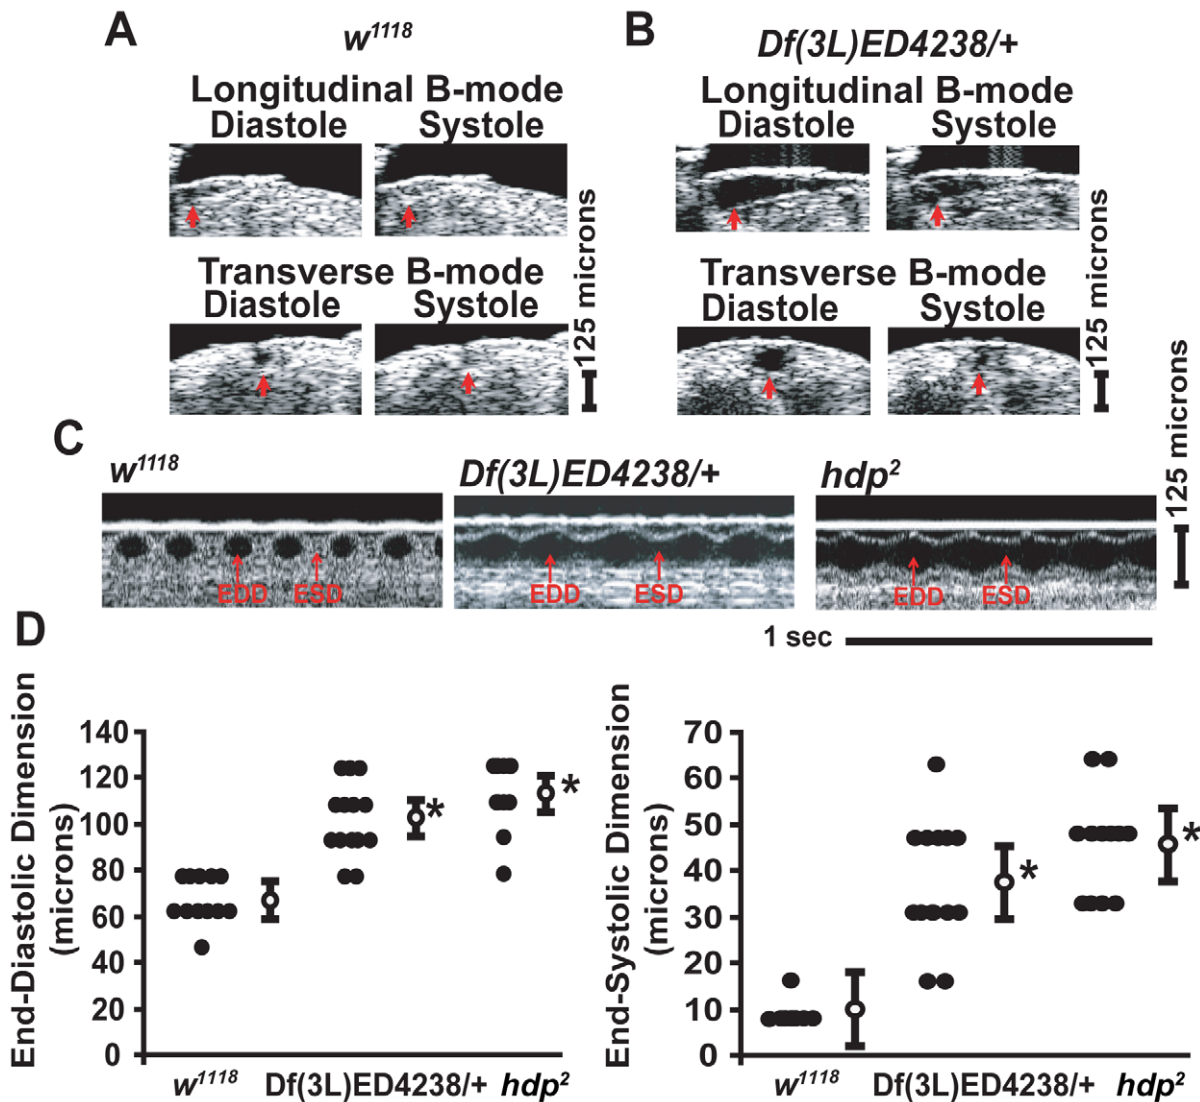 A
w1118
Longitudinal B-mode
Diastole Systole
Transverse B-mode
Diastole Systole
125 microns
B
Df(3L)ED4238/+
Longitudinal B-mode
Diastole Systole
Transverse B-mode
Diastole Systole
125 microns
C
w1118
EDD ESD
Df(3L)ED4238/+
EDD ESD
hdp2
EDD ESD
125 microns
1 sec
D
End-Diastolic Dimension
(microns)
140
120
100
80
60
40
20
0
*
*
w1118 Df(3L)ED4238/+ hdp2
End-Systolic Dimension
(microns)
70
60
50
40
30
20
10
0
*
*
w1118 Df(3L)ED4238/+ hdp2